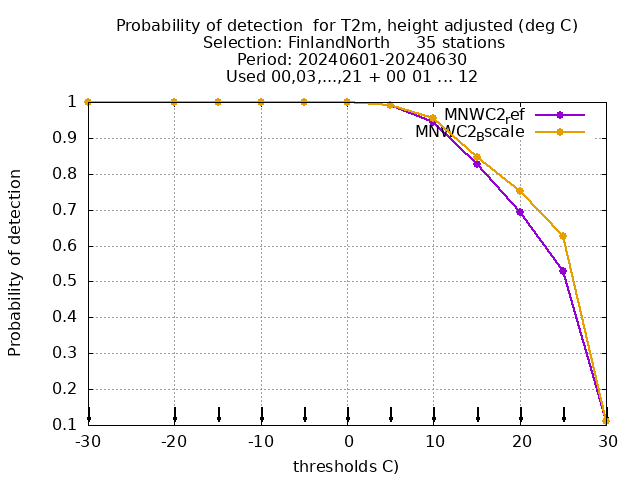 Probability of detection  for T2m, height adjusted (deg C)
Selection: FinlandNorth     35 stations
Period: 20240601-20240630
Used 00,03,...,21 + 00 01 ... 12
MNWC2ref
MNWC2Bscale
Probability of detection
1
0.9
0.8
0.7
0.6
0.5
0.4
0.3
0.2
0.1
-30 -20 -10 0 10 20 30
thresholds C)